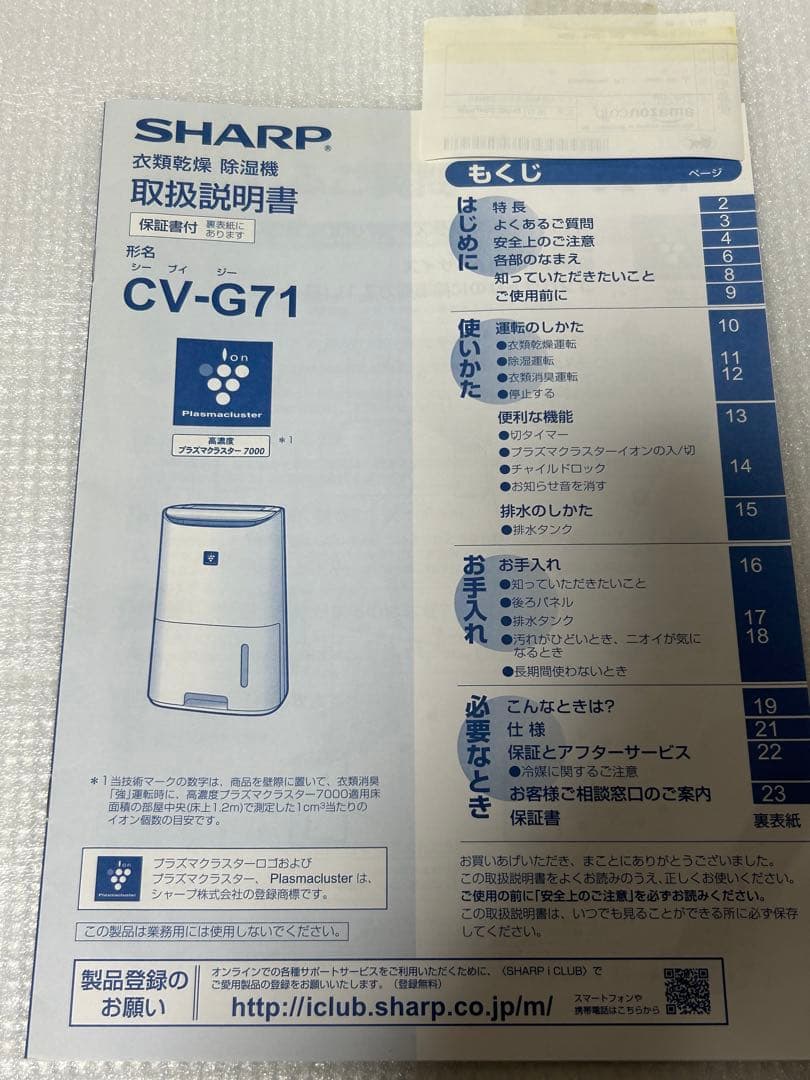 SHARP®
衣類乾燥 除湿機
取扱説明書
保証書付 裏表紙に
あります
形名
シー ブイ ジー
CV-G71
Ion
Plasmacluster
高濃度
プラズマクラスター7000
*1
*1 当技術マークの数字は、商品を壁際に置いて、衣類消臭
「強」運転時に、高濃度プラズマクラスター7000適用床
面積の部屋中央(床上1.2m)で測定した1cm³当たりの
イオン個数の目安です。
Ion
Plasmacluster
プラズマクラスターロゴおよび
プラズマクラスター、Plasmacluster は、
シャープ株式会社の登録商標です。
この製品は業務用には使用しないでください。
amazon
もくじ ページ
はじめに
特長 2
よくあるご質問 3
安全上のご注意 4
各部のなまえ 6
知っていただきたいこと 8
ご使用前に 9
使いかた
運転のしかた 10
●衣類乾燥運転
●除湿運転 11
●衣類消臭運転 12
●停止する
便利な機能 13
●切タイマー
●プラズマクラスターイオンの入/切
●チャイルドロック 14
●お知らせ音を消す
排水のしかた 15
●排水タンク
お手入れ
お手入れ 16
●知っていただきたいこと
●後ろパネル
●排水タンク 17
●汚れがひどいとき、ニオイが気に 18
なるとき
●長期間使わないとき
必要なとき
こんなときは? 19
仕様 21
保証とアフターサービス 22
●冷媒に関するご注意
お客様ご相談窓口のご案内 23
保証書 裏表紙
お買いあげいただき、まことにありがとうございました。
この取扱説明書をよくお読みのうえ、正しくお使いください。
ご使用の前に「安全上のご注意」を必ずお読みください。
この取扱説明書は、いつでも見ることができる所に必ず保存
してください。
製品登録の
お願い
オンラインでの各種サポートサービスをご利用いただくために、〈SHARP i CLUB〉で
ご愛用製品の登録をお願いいたします。(登録無料)
http://iclub.sharp.co.jp/m/
スマートフォンや
携帯電話はこちらから